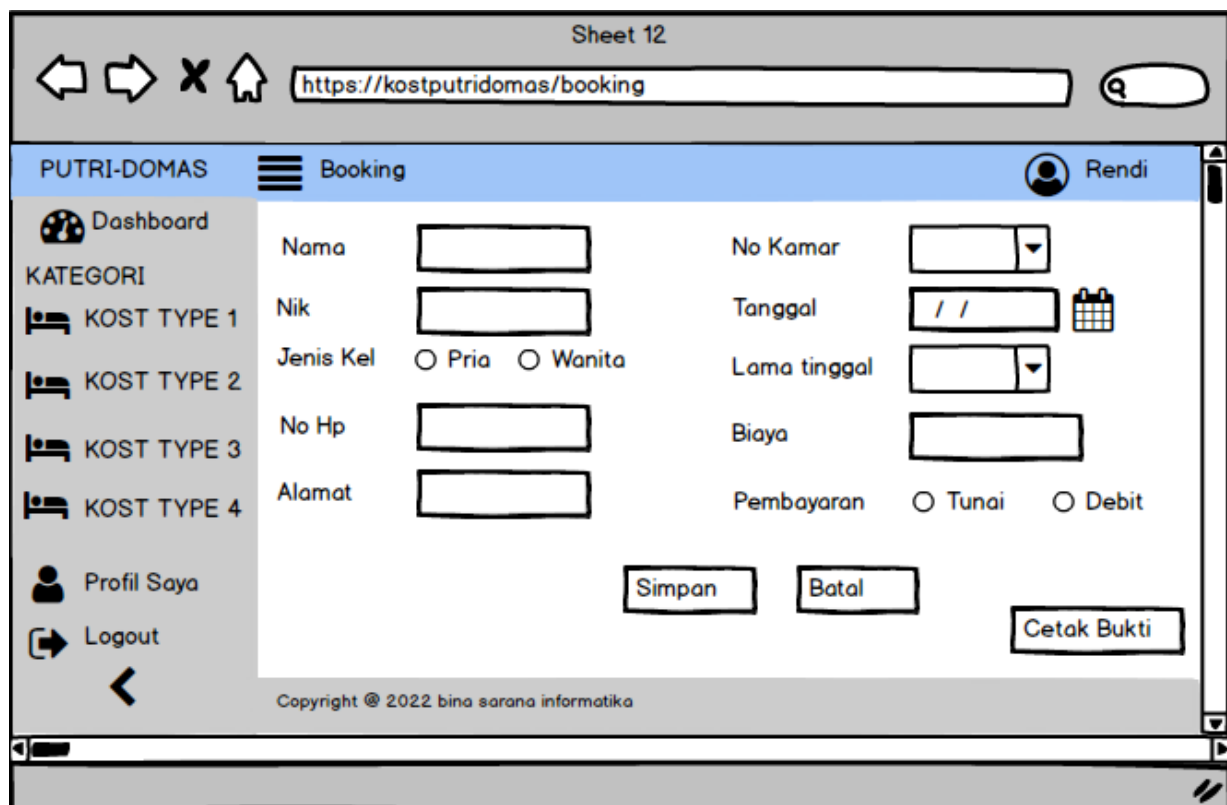 Sheet 12
https://kostputridomas/booking
PUTRI-DOMAS
Booking
Rendi
Dashboard
KATEGORI
KOST TYPE 1
KOST TYPE 2
KOST TYPE 3
KOST TYPE 4
Profil Saya
Logout
Nama
Nik
Jenis Kel Pria Wanita
No Hp
Alamat
No Kamar
Tanggal / /
Lama tinggal
Biaya
Pembayaran Tunai Debit
Simpan
Batal
Cetak Bukti
Copyright @ 2022 bina sarana informatika